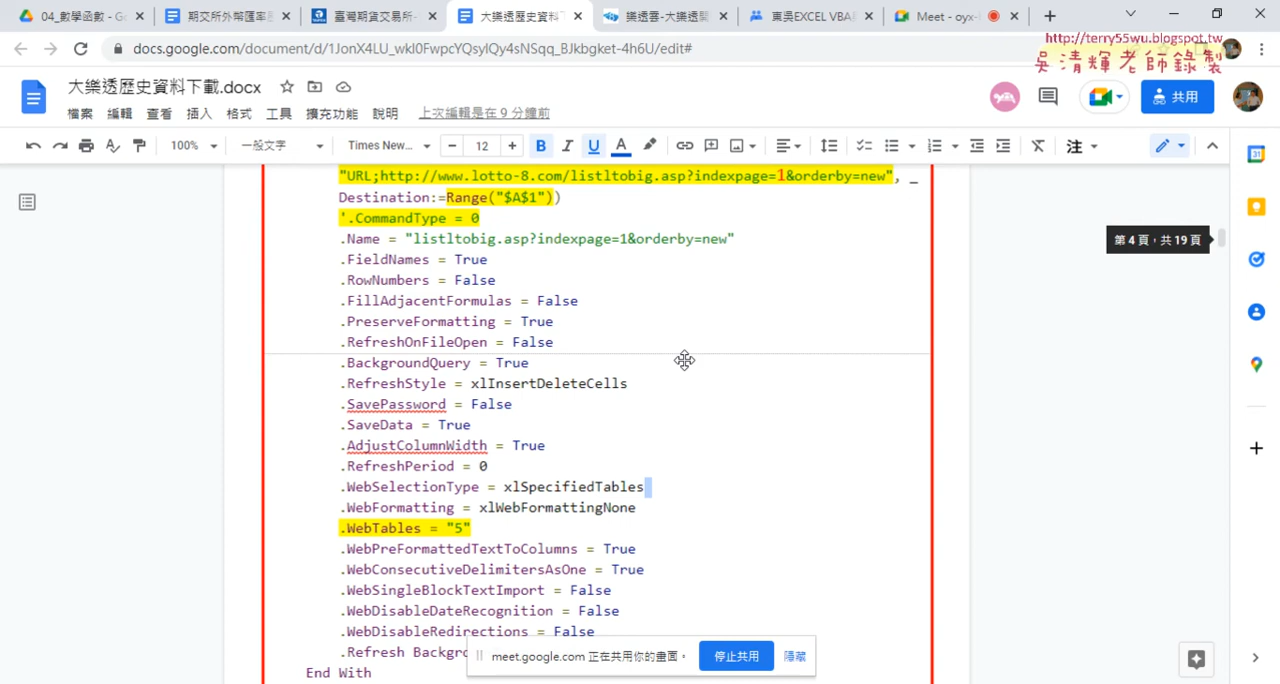 04_數學函數 - G
期交所外幣匯率
臺灣期貨交易所-
大樂透歷史資料下
樂透雲-大樂透開
東吳EXCEL VBA
Meet - oyx-
docs.google.com/document/d/1JonX4LU_wkl0FwpcYQsylQy4sNSqq_BJkbgket-4h6U/edit#
http://terry55wu.blogspot.tw
吳清輝老師錄製
大樂透歷史資料下載.docx
檔案 編輯 查看 插入 格式 工具 擴充功能 說明 上次編輯是在 9 分鐘前
共用
100% 一般文字 Times New... − 12 + B I U A 注
"URL;http://www.lotto-8.com/listltobig.asp?indexpage=1&orderby=new", _
Destination:=Range("$A$1"))
'.CommandType = 0
.Name = "listltobig.asp?indexpage=1&orderby=new"
第 4 頁，共 19 頁
.FieldNames = True
.RowNumbers = False
.FillAdjacentFormulas = False
.PreserveFormatting = True
.RefreshOnFileOpen = False
.BackgroundQuery = True
.RefreshStyle = xlInsertDeleteCells
.SavePassword = False
.SaveData = True
.AdjustColumnWidth = True
.RefreshPeriod = 0
.WebSelectionType = xlSpecifiedTables
.WebFormatting = xlWebFormattingNone
.WebTables = "5"
.WebPreFormattedTextToColumns = True
.WebConsecutiveDelimitersAsOne = True
.WebSingleBlockTextImport = False
.WebDisableDateRecognition = False
.WebDisableRedirections = False
.Refresh Backgr
meet.google.com 正在共用你的畫面。 停止共用 隱藏
End With